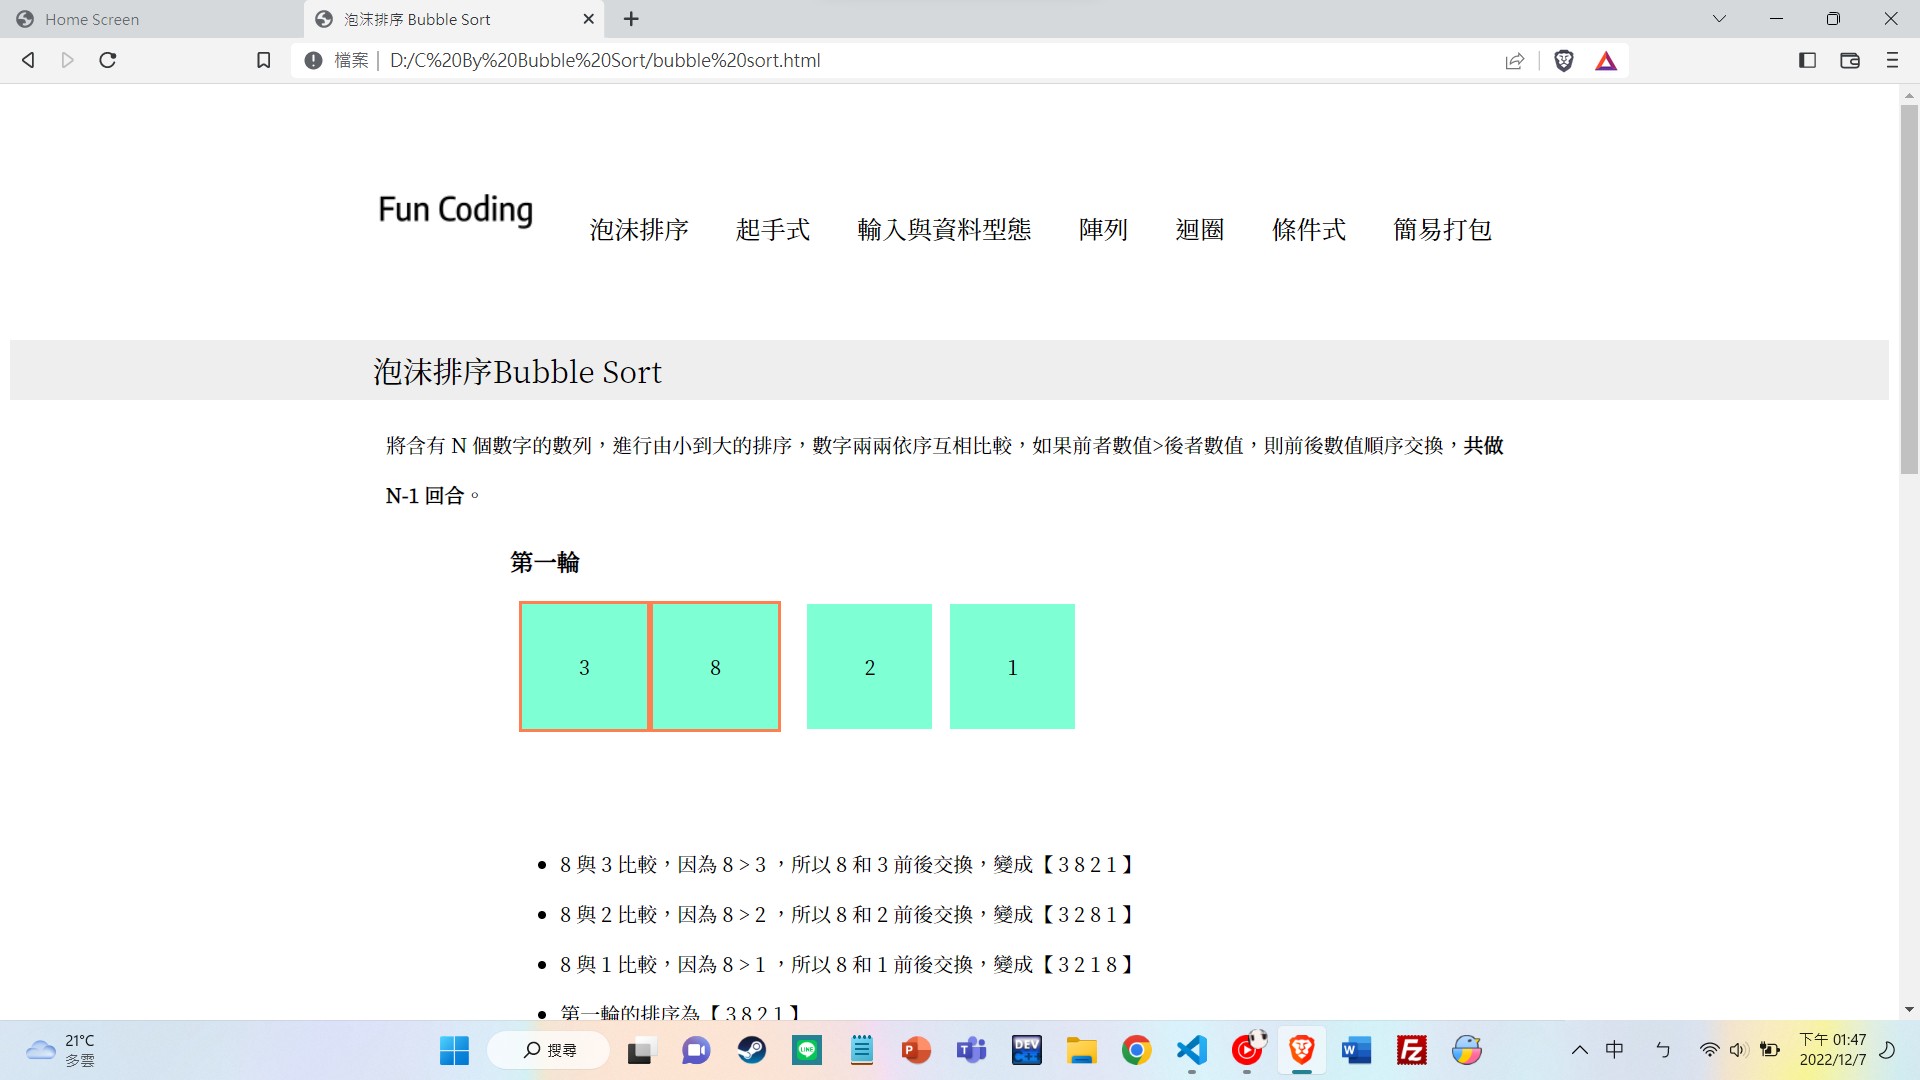 Home Screen
泡沫排序 Bubble Sort
檔案 | D:/C%20By%20Bubble%20Sort/bubble%20sort.html
Fun Coding
泡沫排序 起手式 輸入與資料型態 陣列 迴圈 條件式 簡易打包
泡沫排序Bubble Sort
將含有 N 個數字的數列，進行由小到大的排序，數字兩兩依序互相比較，如果前者數值>後者數值，則前後數值順序交換，共做
N-1 回合。
第一輪
3 8 2 1
8 與 3 比較，因為 8 > 3 ，所以 8 和 3 前後交換，變成【 3 8 2 1 】
8 與 2 比較，因為 8 > 2 ，所以 8 和 2 前後交換，變成【 3 2 8 1 】
8 與 1 比較，因為 8 > 1 ，所以 8 和 1 前後交換，變成【 3 2 1 8 】
第一輪的排序為【 3 8 2 1 】
21°C
多雲
搜尋
LINE
P
DEV C++
W
FZ
中
ㄣ
下午 01:47
2022/12/7